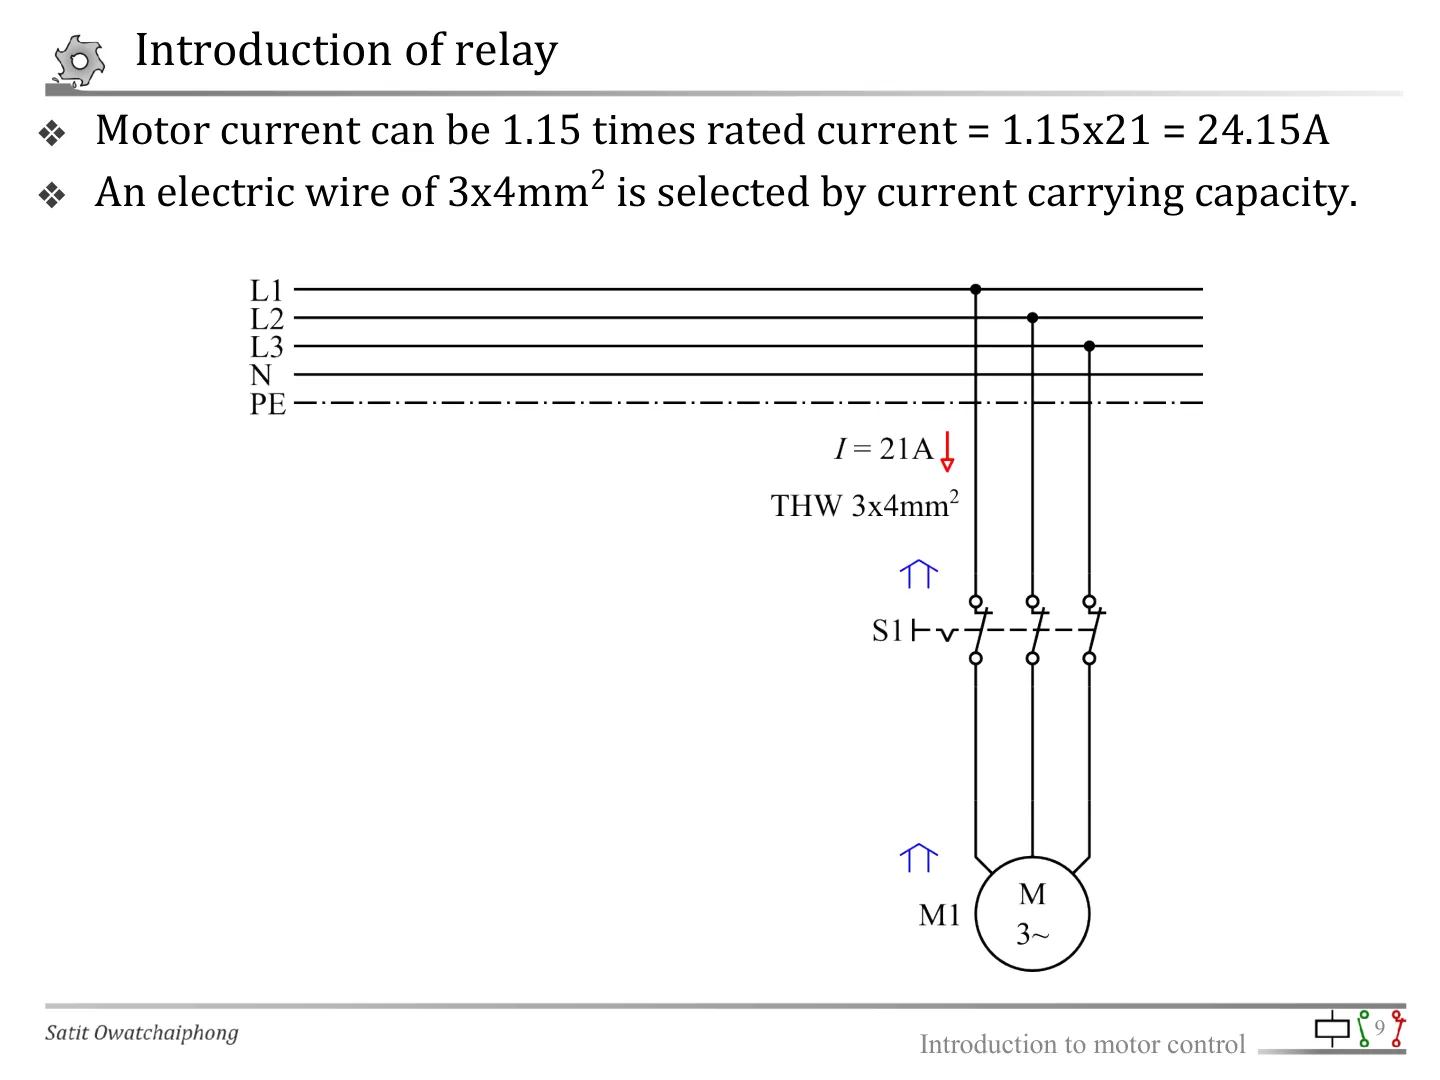 Introduction of relay
Motor current can be 1.15 times rated current = 1.15x21 = 24.15A
An electric wire of 3x4mm² is selected by current carrying capacity.
L1
L2
L3
N
PE
I = 21A
THW 3x4mm²
S1
M1
M
3~
Satit Owatchaiphong
Introduction to motor control
9